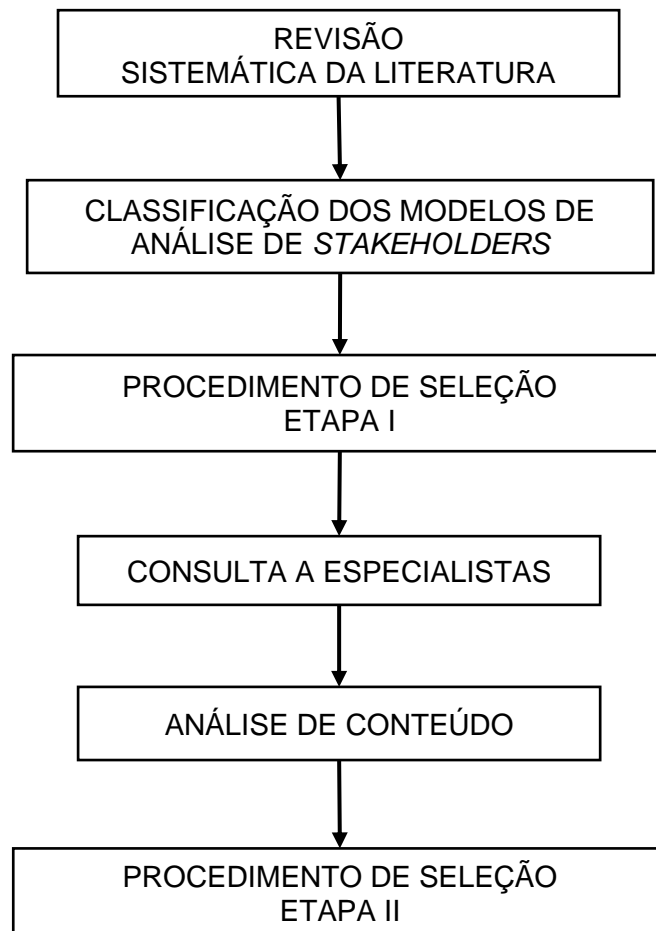 REVISÃO
SISTEMÁTICA DA LITERATURA
CLASSIFICAÇÃO DOS MODELOS DE
ANÁLISE DE STAKEHOLDERS
PROCEDIMENTO DE SELEÇÃO
ETAPA I
CONSULTA A ESPECIALISTAS
ANÁLISE DE CONTEÚDO
PROCEDIMENTO DE SELEÇÃO
ETAPA II